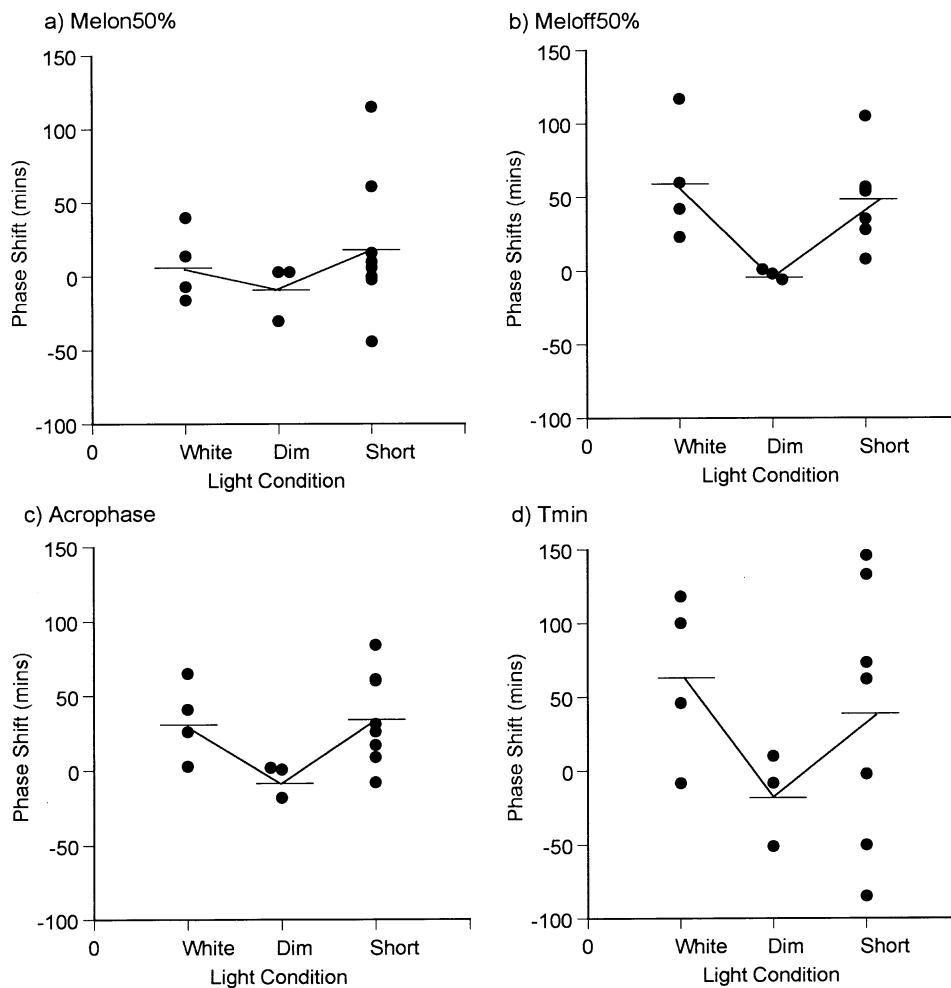 a) Melon50%
150
100
50
0
-50
-100
Phase Shift (mins)
0 White Dim Short
Light Condition
b) Meloff50%
150
100
50
0
-50
-100
Phase Shifts (mins)
0 White Dim Short
Light Condition
c) Acrophase
150
100
50
0
-50
-100
Phase Shift (mins)
0 White Dim Short
Light Condition
d) Tmin
150
100
50
0
-50
-100
Phase Shift (mins)
0 White Dim Short
Light Condition